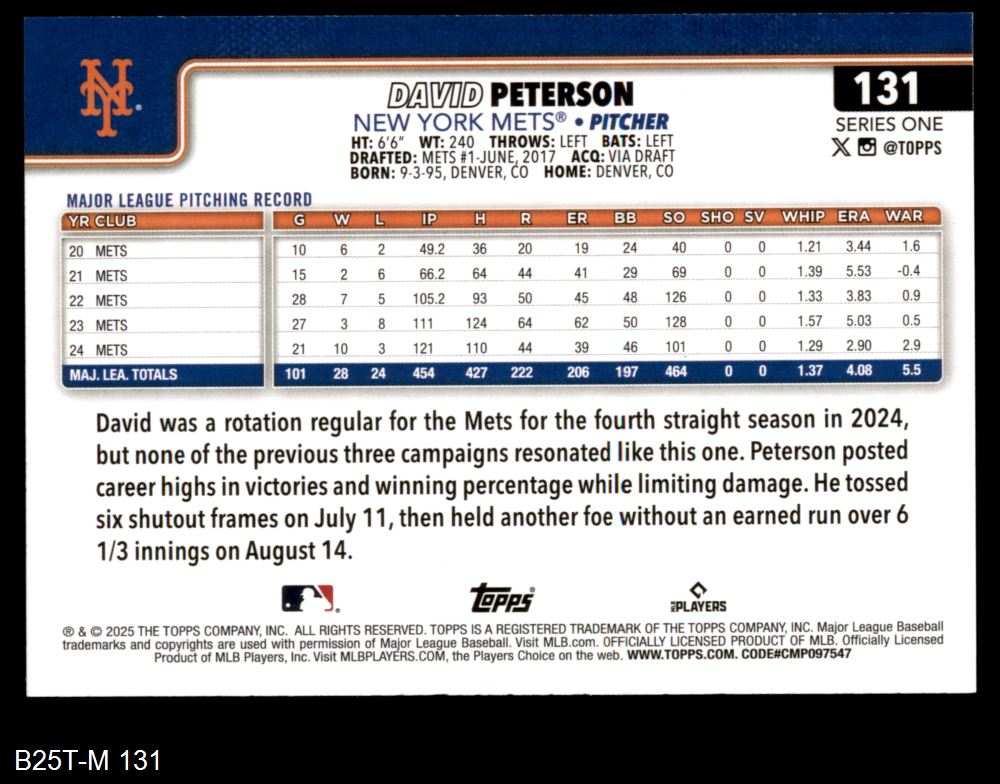 NY
DAVID PETERSON
131
NEW YORK METS® • PITCHER
SERIES ONE
HT: 6'6" WT: 240 THROWS: LEFT BATS: LEFT
@TOPPS
DRAFTED: METS #1-JUNE, 2017 ACQ: VIA DRAFT
BORN: 9-3-95, DENVER, CO HOME: DENVER, CO
MAJOR LEAGUE PITCHING RECORD
YR CLUB G W L IP H R ER BB SO SHO SV WHIP ERA WAR
20 METS 10 6 2 49.2 36 20 19 24 40 0 0 1.21 3.44 1.6
21 METS 15 2 6 66.2 64 44 41 29 69 0 0 1.39 5.53 -0.4
22 METS 28 7 5 105.2 93 50 45 48 126 0 0 1.33 3.83 0.9
23 METS 27 3 8 111 124 64 62 50 128 0 0 1.57 5.03 0.5
24 METS 21 10 3 121 110 44 39 46 101 0 0 1.29 2.90 2.9
MAJ. LEA. TOTALS 101 28 24 454 427 222 206 197 464 0 0 1.37 4.08 5.5
David was a rotation regular for the Mets for the fourth straight season in 2024,
but none of the previous three campaigns resonated like this one. Peterson posted
career highs in victories and winning percentage while limiting damage. He tossed
six shutout frames on July 11, then held another foe without an earned run over 6
1/3 innings on August 14.
Topps®
MLB PLAYERS
® & © 2025 THE TOPPS COMPANY, INC. ALL RIGHTS RESERVED. TOPPS IS A REGISTERED TRADEMARK OF THE TOPPS COMPANY, INC. Major League Baseball
trademarks and copyrights are used with permission of Major League Baseball. Visit MLB.com. OFFICIALLY LICENSED PRODUCT OF MLB. Officially Licensed
Product of MLB Players, Inc. Visit MLBPLAYERS.COM, the Players Choice on the web. WWW.TOPPS.COM. CODE#CMP097547
B25T-M 131